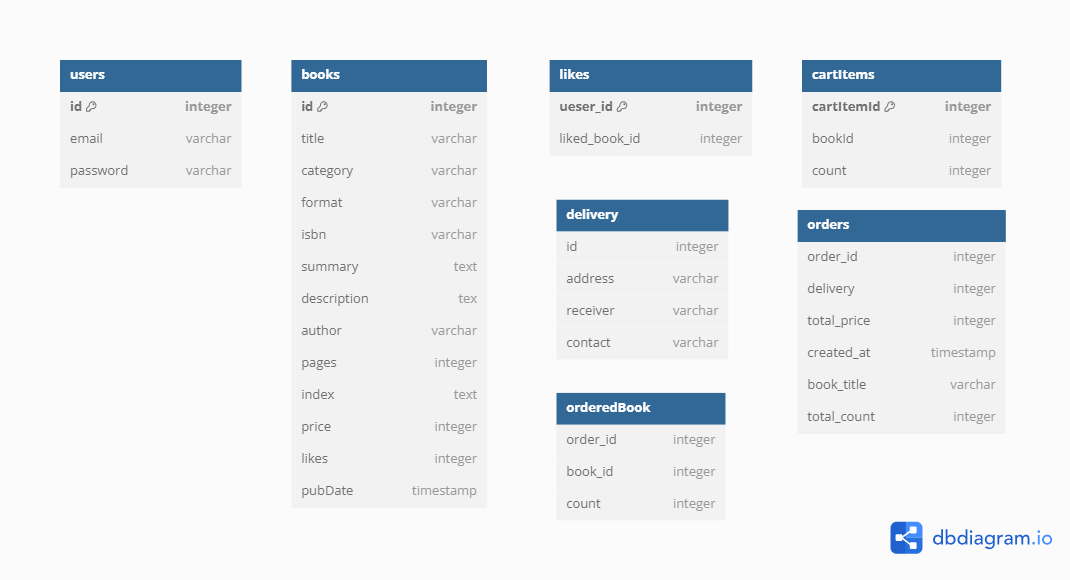 users
id integer
email varchar
password varchar
books
id integer
title varchar
category varchar
format varchar
isbn varchar
summary text
description tex
author varchar
pages integer
index text
price integer
likes integer
pubDate timestamp
likes
ueser_id integer
liked_book_id integer
delivery
id integer
address varchar
receiver varchar
contact varchar
orderedBook
order_id integer
book_id integer
count integer
cartItems
cartItemId integer
bookId integer
count integer
orders
order_id integer
delivery integer
total_price integer
created_at timestamp
book_title varchar
total_count integer
dbdiagram.io